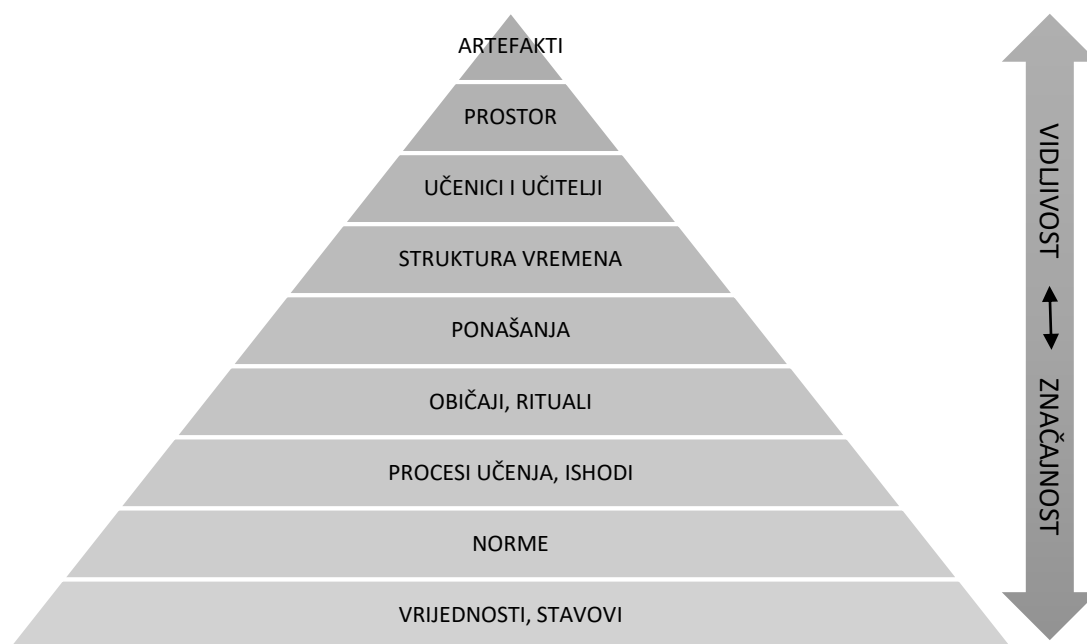 ARTEFAKTI
PROSTOR
UČENICI I UČITELJI
STRUKTURA VREMENA
PONAŠANJA
OBIČAJI, RITUALI
PROCESI UČENJA, ISHODI
NORME
VRIJEDNOSTI, STAVOVI
VIDLJIVOST
ZNAČAJNOST